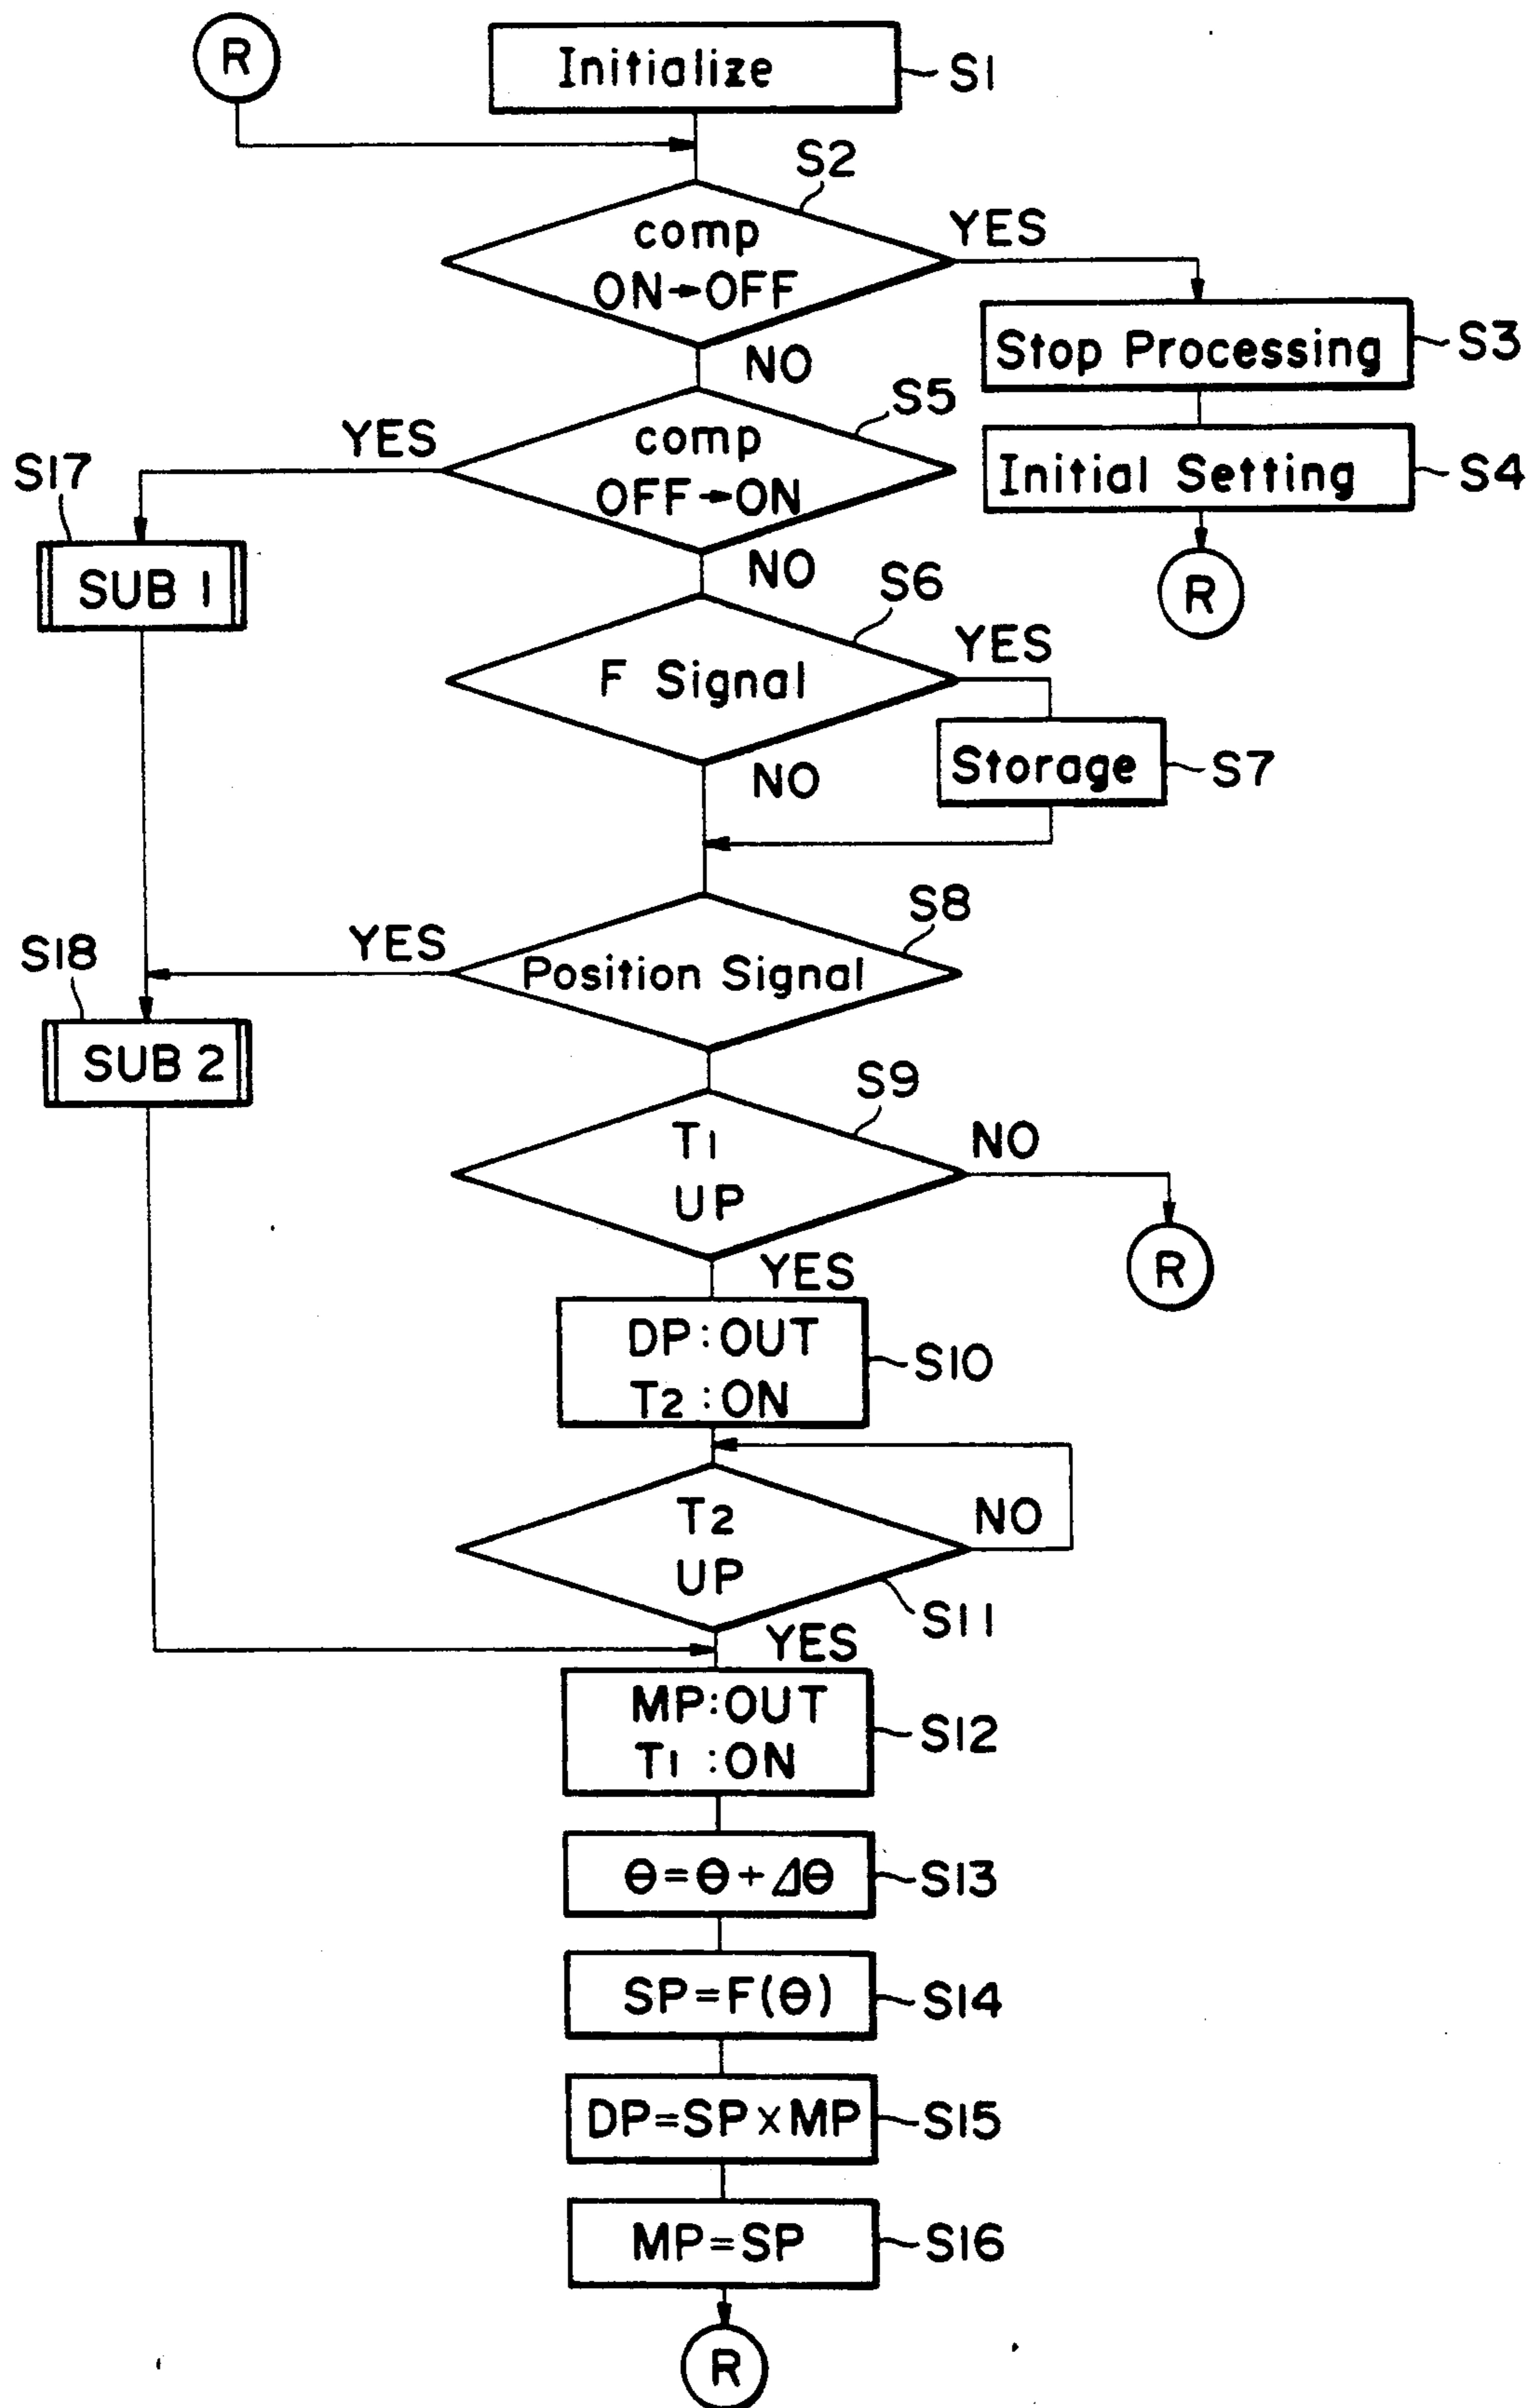 R
Initialize
S1
S2
comp
ON→OFF
YES
NO
Stop Processing
S3
Initial Setting
S4
R
S5
comp
OFF→ON
YES
NO
S17
SUB 1
S6
F Signal
YES
NO
Storage
S7
S8
Position Signal
YES
S18
SUB 2
S9
T1
UP
NO
R
YES
DP:OUT
T2:ON
S10
T2
UP
NO
S11
YES
MP:OUT
T1:ON
S12
θ=θ+Δθ
S13
SP=F(θ)
S14
DP=SP×MP
S15
MP=SP
S16
R